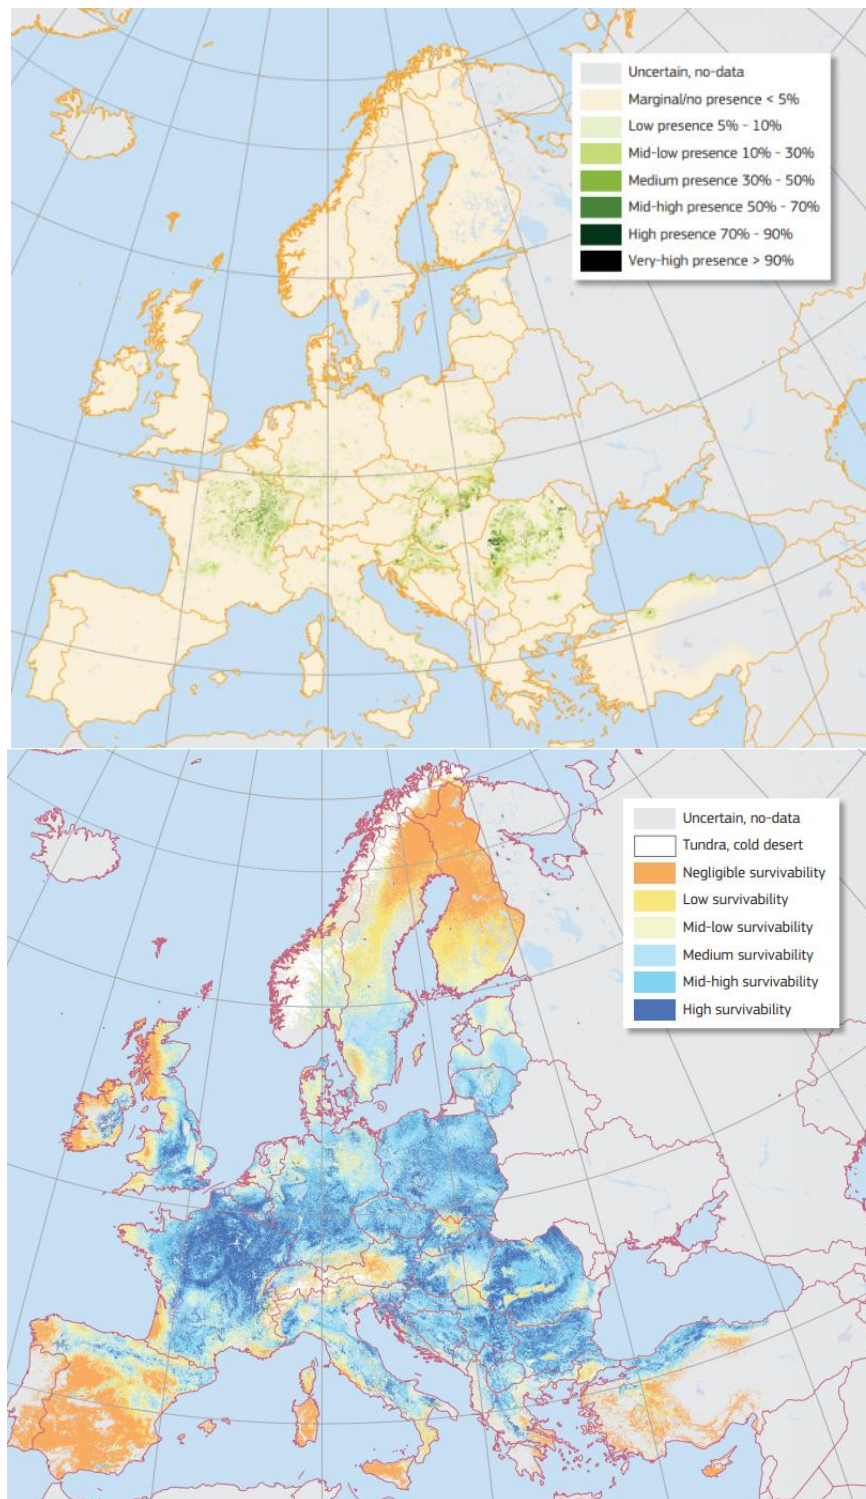 Uncertain, no-data
Marginal/no presence < 5%
Low presence 5% - 10%
Mid-low presence 10% - 30%
Medium presence 30% - 50%
Mid-high presence 50% - 70%
High presence 70% - 90%
Very-high presence > 90%
Uncertain, no-data
Tundra, cold desert
Negligible survivability
Low survivability
Mid-low survivability
Medium survivability
Mid-high survivability
High survivability